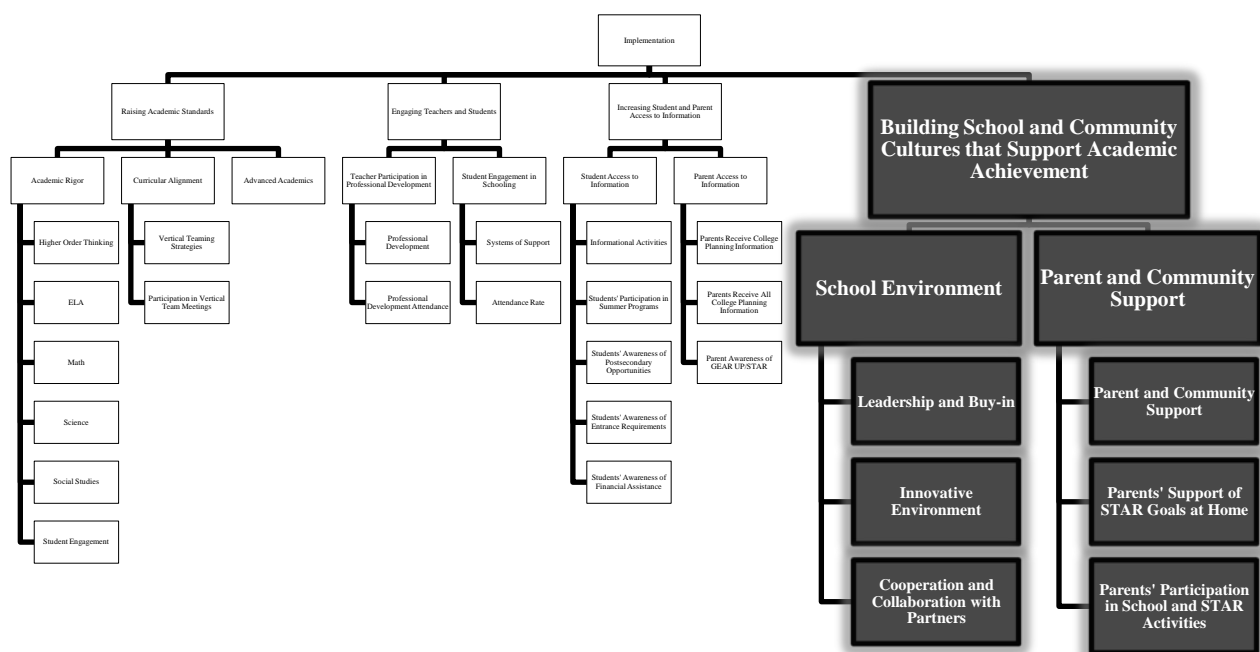 Implementation
Raising Academic Standards
Engaging Teachers and Students
Increasing Student and Parent
Access to Information
Building School and Community
Cultures that Support Academic
Achievement
Academic Rigor
Curricular Alignment
Advanced Academics
Teacher Participation in
Professional Development
Student Engagement in
Schooling
Student Access to
Information
Parent Access to
Information
School Environment
Parent and Community
Support
Higher Order Thinking
ELA
Math
Science
Social Studies
Student Engagement
Vertical Teaming
Strategies
Participation in Vertical
Team Meetings
Professional
Development
Professional
Development Attendance
Systems of Support
Attendance Rate
Informational Activities
Students' Participation in
Summer Programs
Students' Awareness of
Postsecondary
Opportunities
Students' Awareness of
Entrance Requirements
Students' Awareness of
Financial Assistance
Parents Receive College
Planning Information
Parents Receive All
College Planning
Information
Parent Awareness of
GEAR UP/STAR
Leadership and Buy-in
Innovative
Environment
Cooperation and
Collaboration with
Partners
Parent and Community
Support
Parents' Support of
STAR Goals at Home
Parents' Participation
in School and STAR
Activities